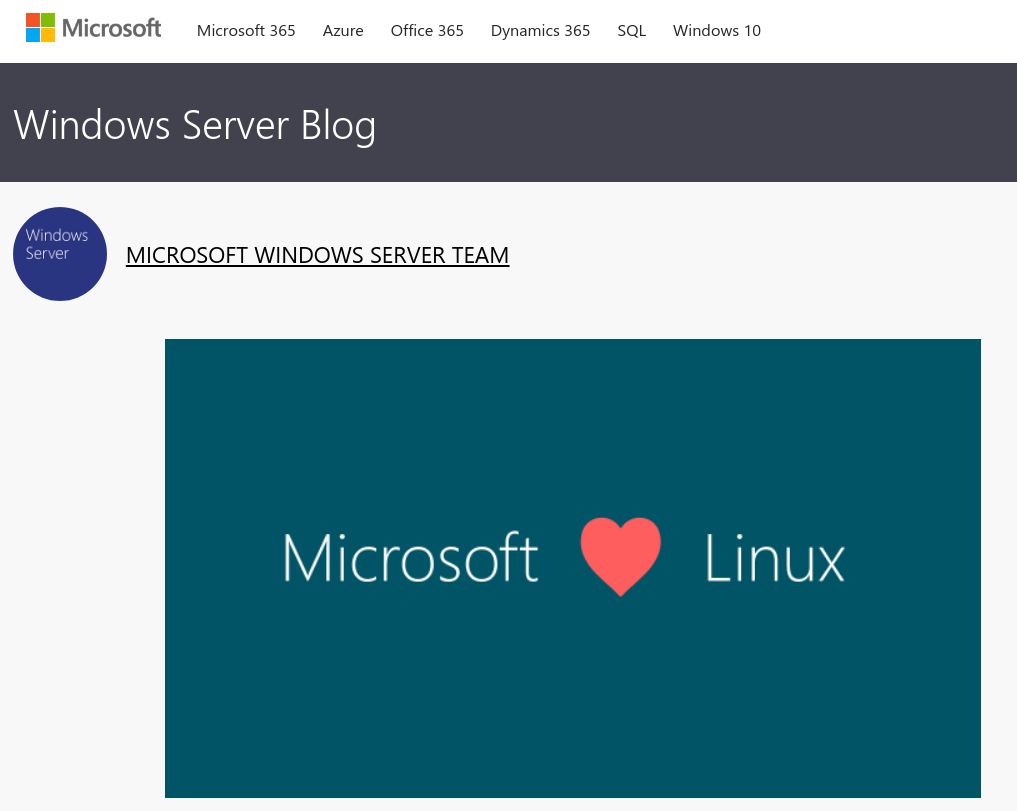 Microsoft Microsoft 365 Azure Office 365 Dynamics 365 SQL Windows 10
Windows Server Blog
Windows
Server
MICROSOFT WINDOWS SERVER TEAM
Microsoft Linux